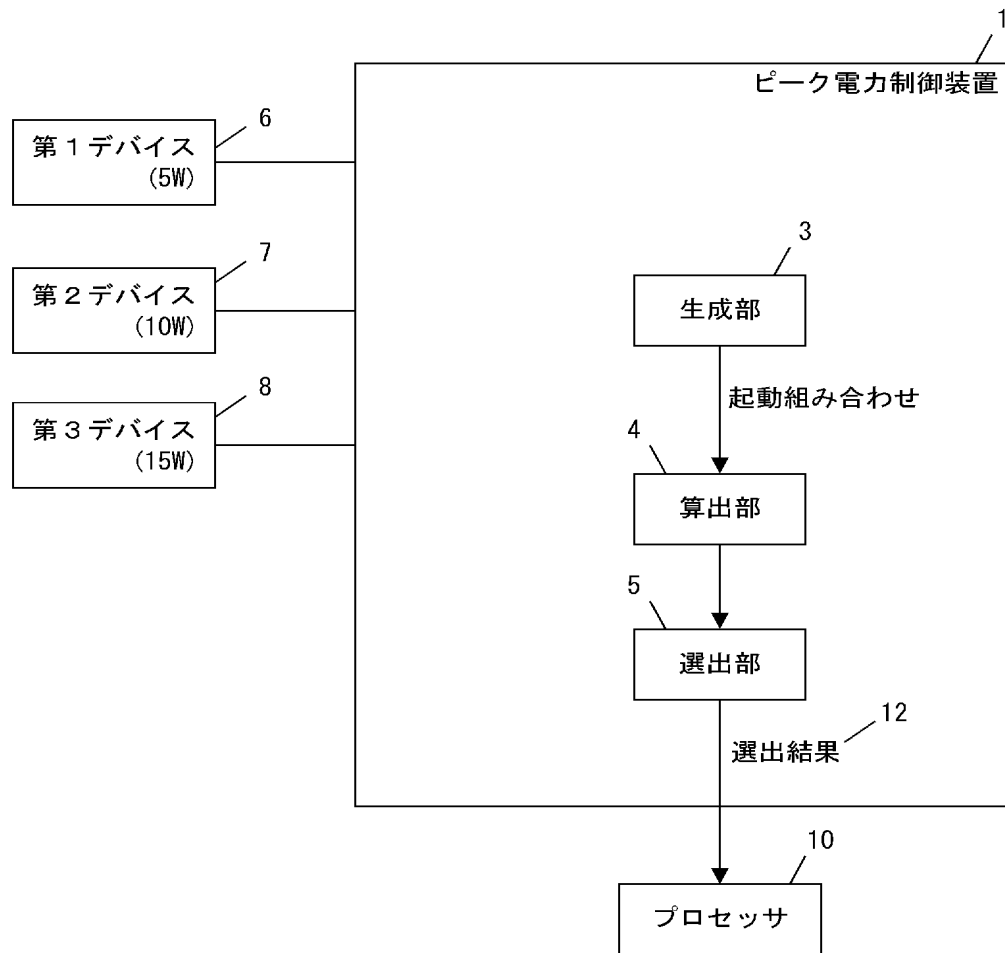 1
ピーク電力制御装置
6
第１デバイス
(5W)
7
第２デバイス
(10W)
8
第３デバイス
(15W)
3
生成部
起動組み合わせ
4
算出部
5
選出部
12
選出結果
10
プロセッサ